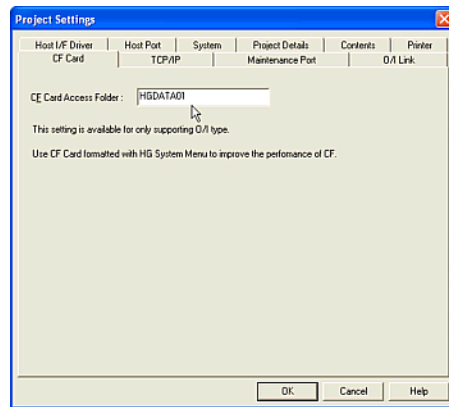 Project Settings
Host I/F Driver Host Port System Project Details Contents Printer
CF Card TCP/IP Maintenance Port O/I Link
CF Card Access Folder : HGDATA01
This setting is available for only supporting O/I type.
Use CF Card formatted with HG System Menu to improve the perfomance of CF.
OK Cancel Help